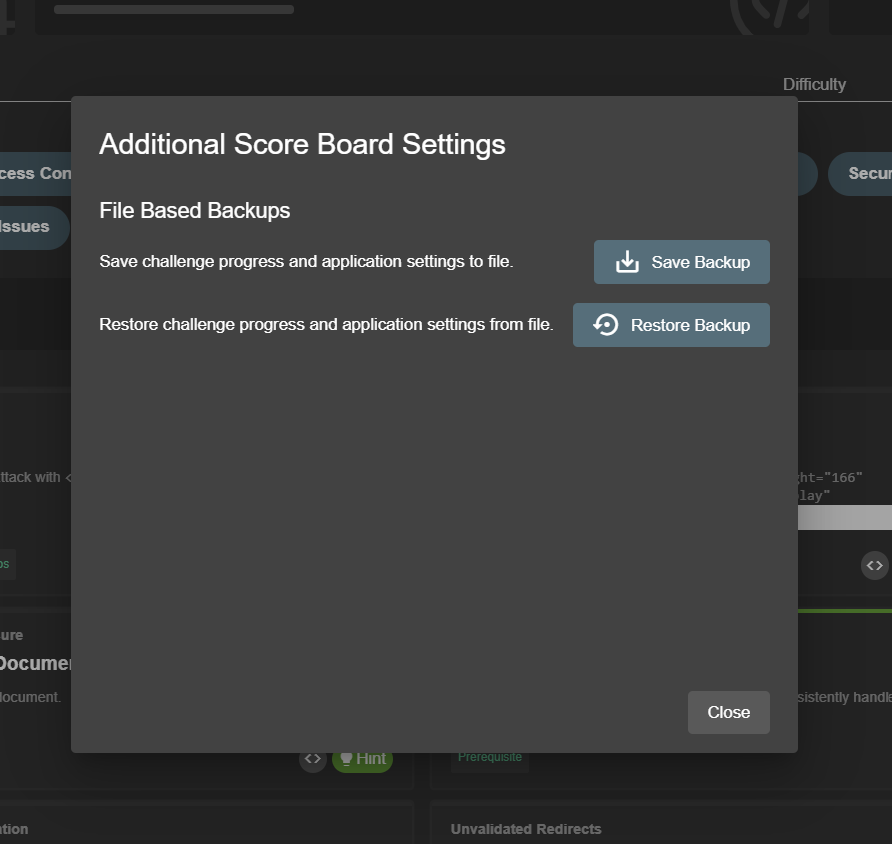 Difficulty
Additional Score Board Settings
cess Con
Secur
File Based Backups
Issues
Save challenge progress and application settings to file.
Save Backup
Restore challenge progress and application settings from file.
Restore Backup
ttack with <
ht="166"
lay"
os
<>
ure
Documen
document.
sistently handle
Close
<>
Hint
Prerequisite
ation
Unvalidated Redirects